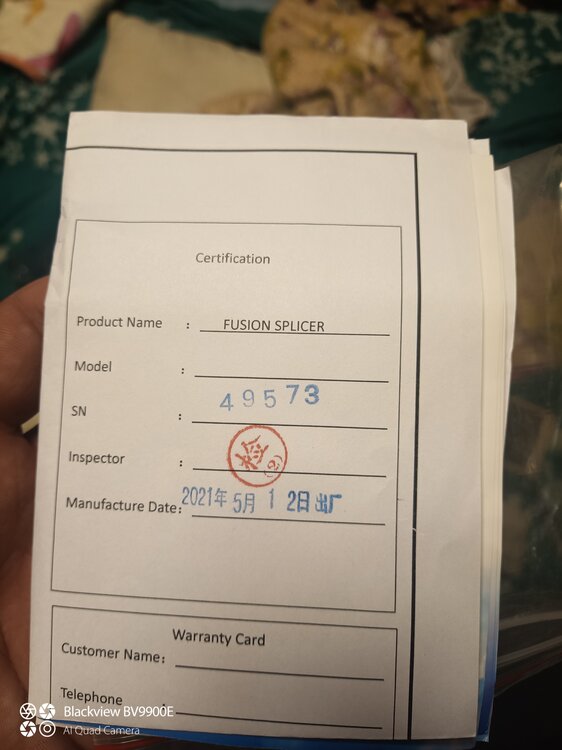 Certification
Product Name : FUSION SPLICER
Model :
SN : 49573
Inspector :
Manufacture Date: 2021年5月12日出厂
Warranty Card
Customer Name:
Telephone :
Blackview BV9900E
AI Quad Camera